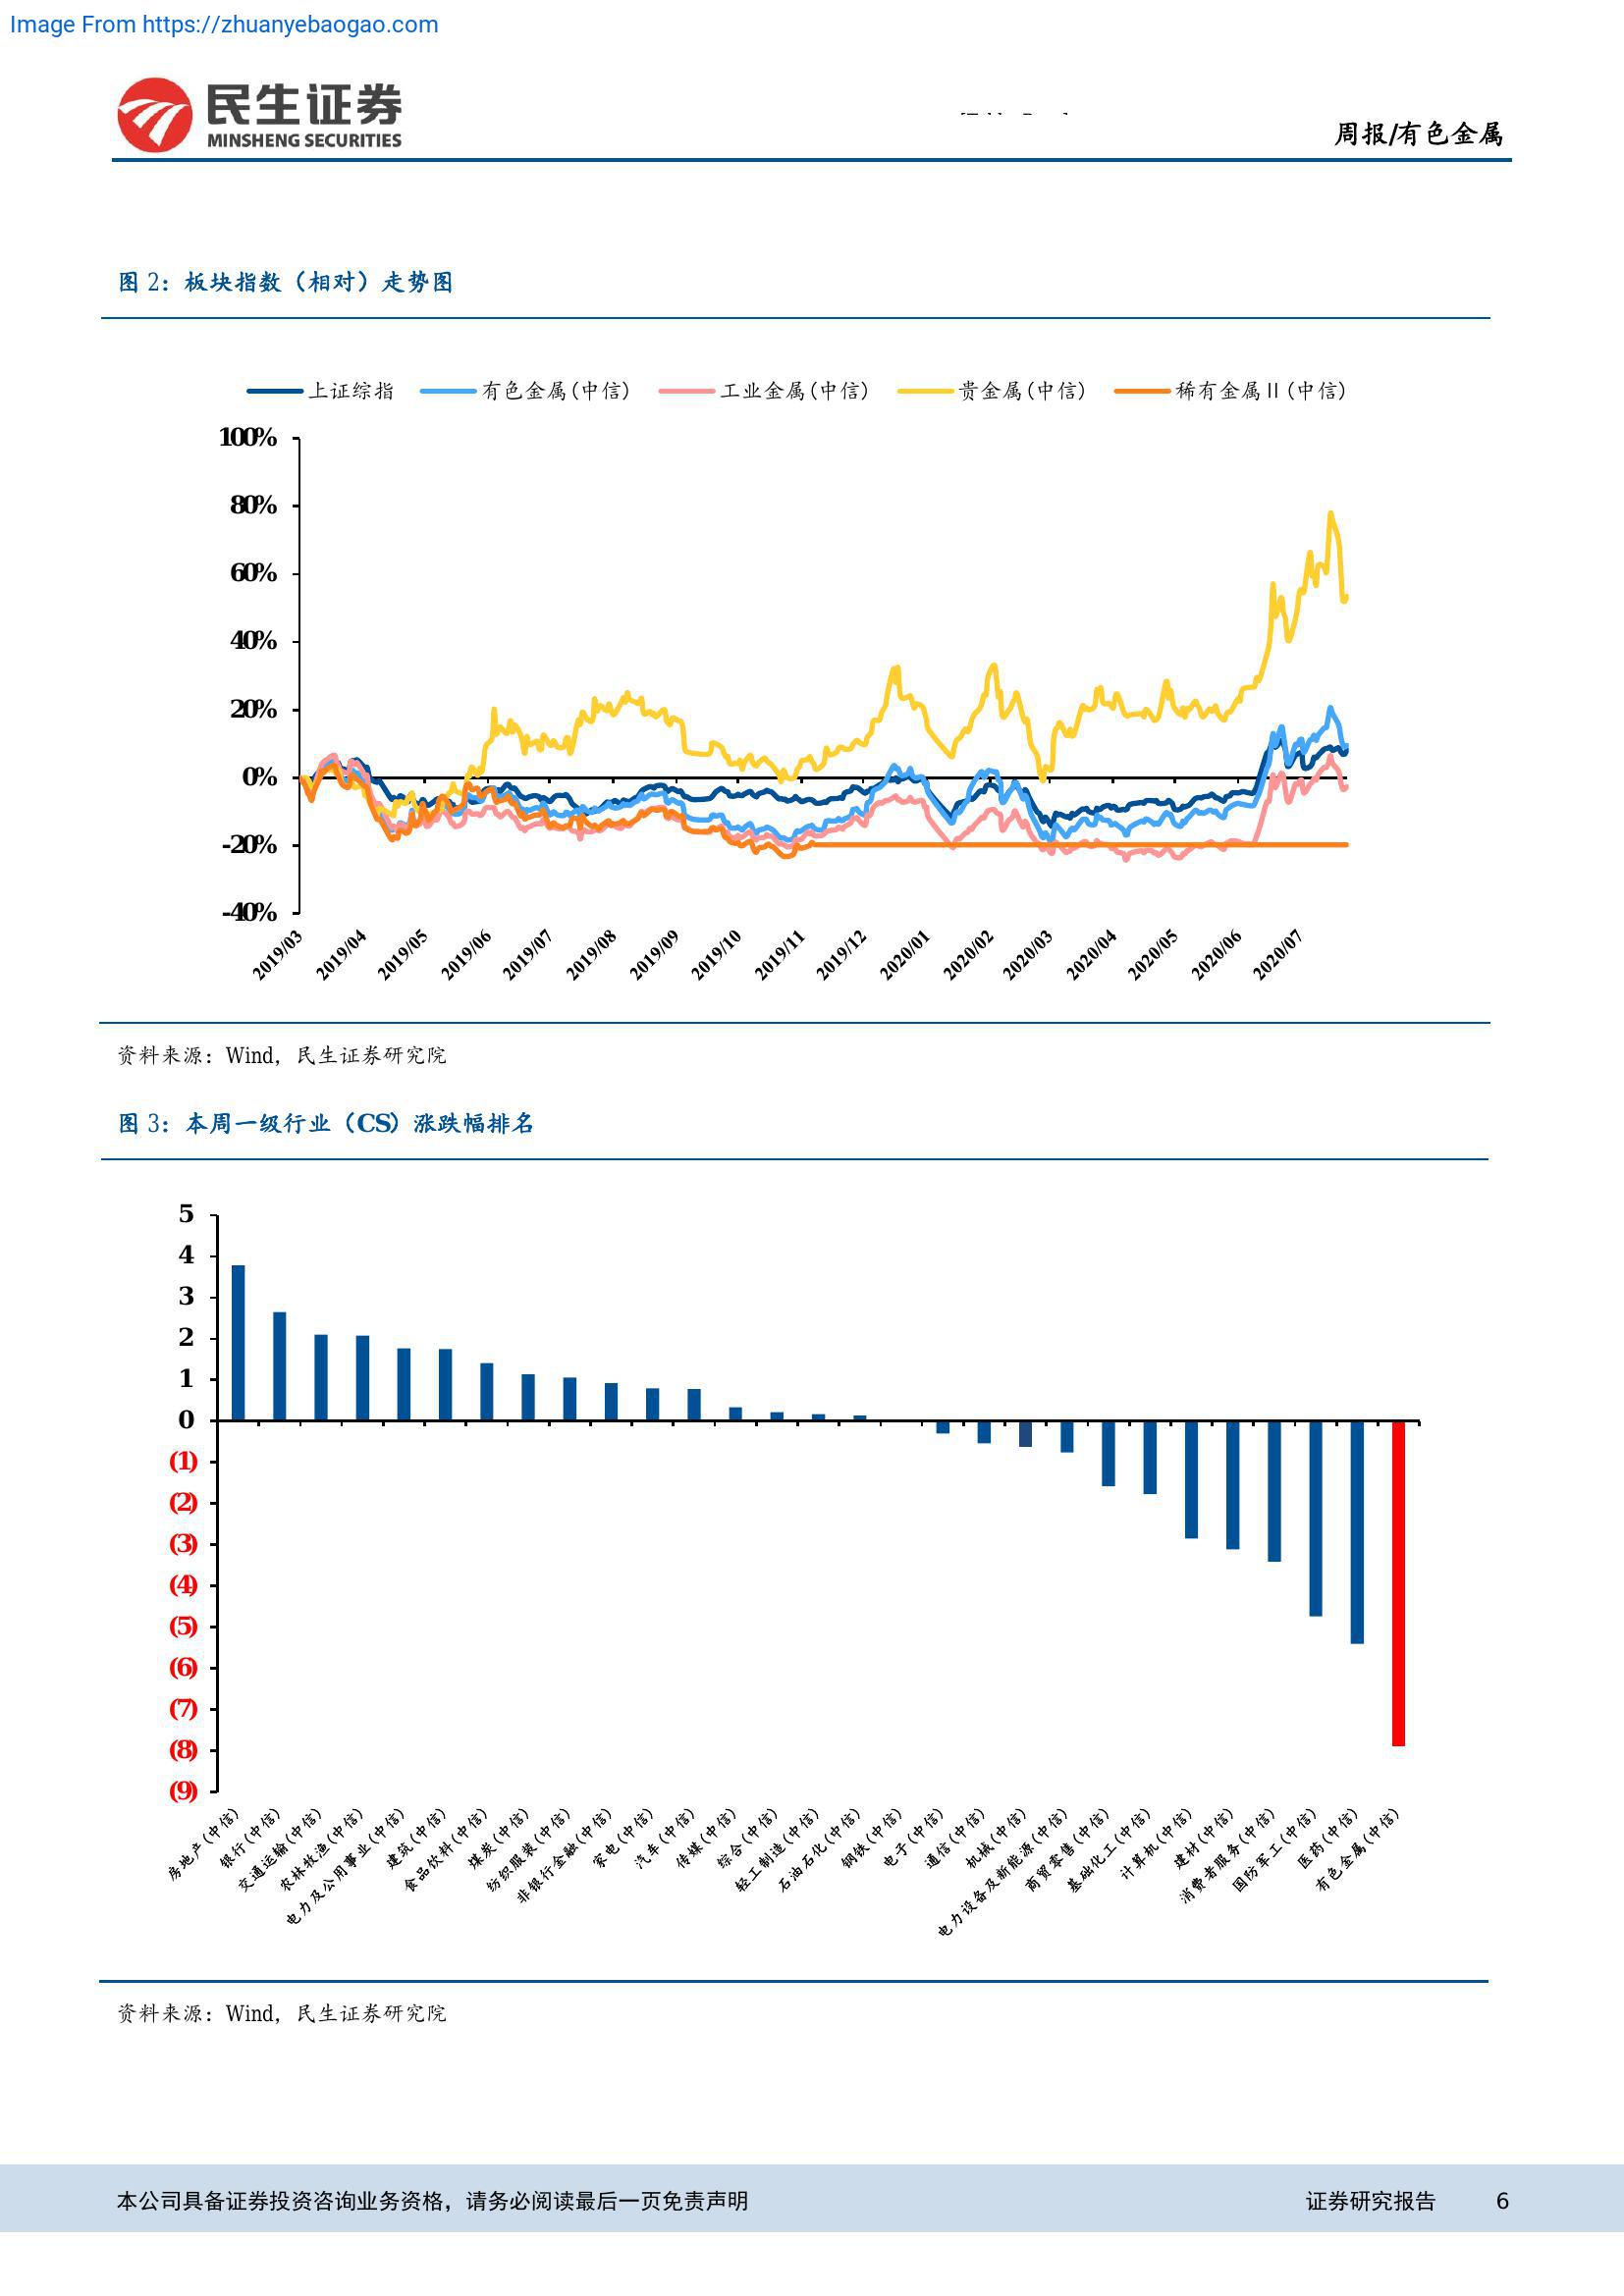 Image From https://zhuanyebaogao.com
民生证券
MINSHENG SECURITIES
周报/有色金属
图 2：板块指数（相对）走势图
上证综指 有色金属(中信) 工业金属(中信) 贵金属(中信) 稀有金属Ⅱ(中信)
100%
80%
60%
40%
20%
0%
-20%
-40%
2019/03 2019/04 2019/05 2019/06 2019/07 2019/08 2019/09 2019/10 2019/11 2019/12 2020/01 2020/02 2020/03 2020/04 2020/05 2020/06 2020/07
资料来源：Wind，民生证券研究院
图 3：本周一级行业（CS）涨跌幅排名
5
4
3
2
1
0
(1)
(2)
(3)
(4)
(5)
(6)
(7)
(8)
(9)
房地产(中信) 银行(中信) 交通运输(中信) 农林牧渔(中信) 电力及公用事业(中信) 建筑(中信) 食品饮料(中信) 煤炭(中信) 纺织服装(中信) 非银行金融(中信) 家电(中信) 汽车(中信) 传媒(中信) 综合(中信) 轻工制造(中信) 石油石化(中信) 钢铁(中信) 电子(中信) 通信(中信) 机械(中信) 电力设备及新能源(中信) 商贸零售(中信) 基础化工(中信) 计算机(中信) 建材(中信) 消费者服务(中信) 国防军工(中信) 医药(中信) 有色金属(中信)
资料来源：Wind，民生证券研究院
本公司具备证券投资咨询业务资格，请务必阅读最后一页免责声明 证券研究报告 6